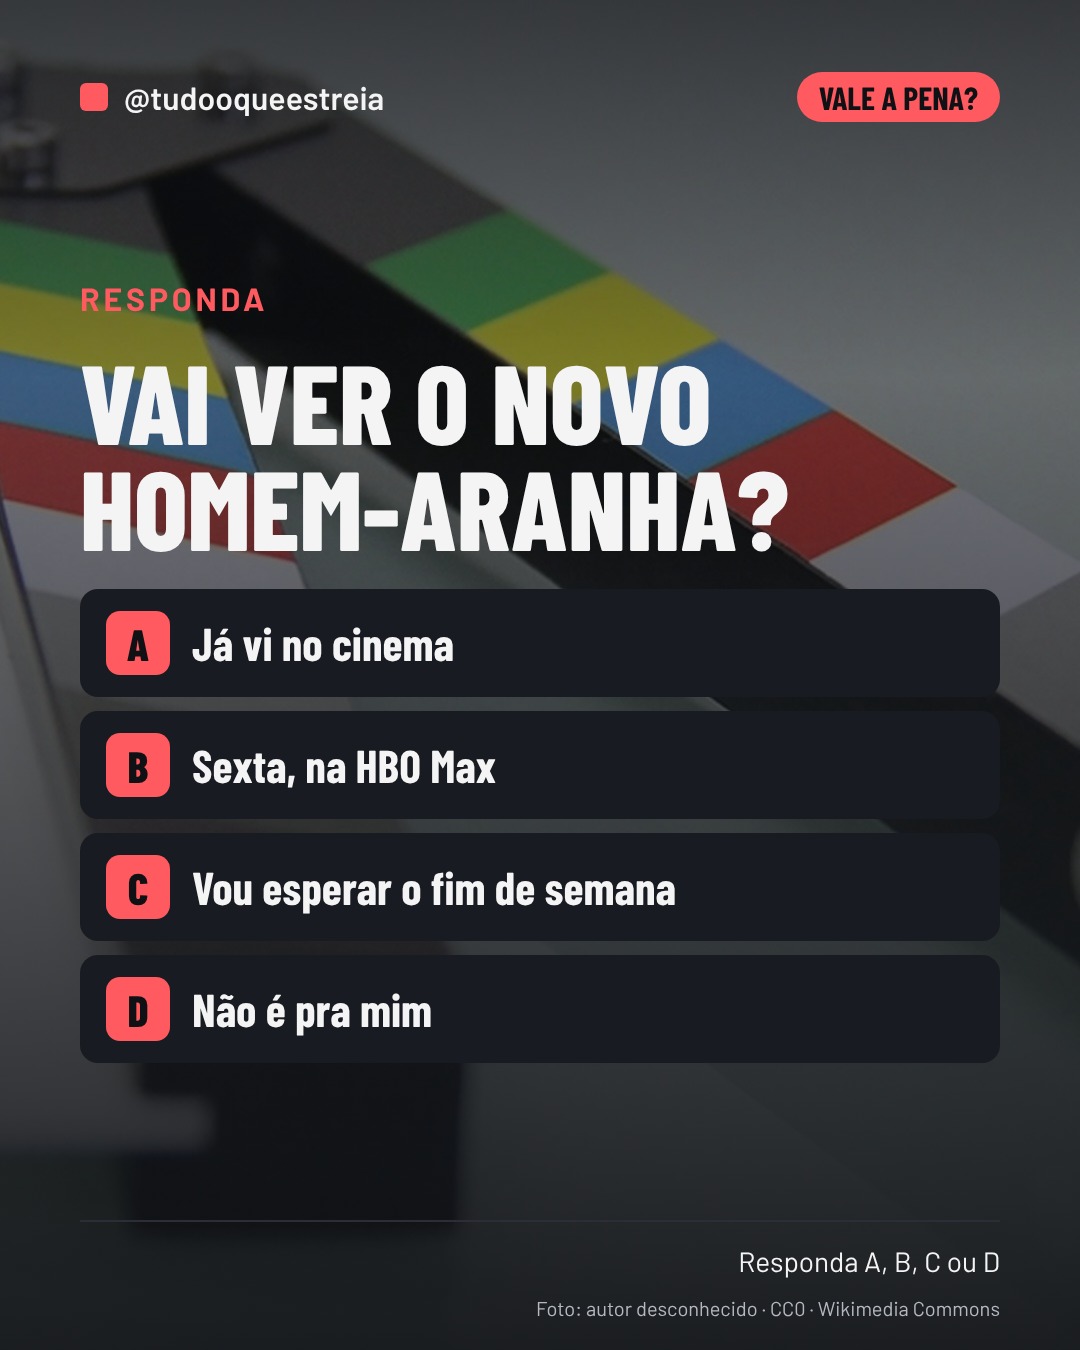 @tudooqueestreia
VALE A PENA?
RESPONDA
VAI VER O NOVO
HOMEM-ARANHA?
A Já vi no cinema
B Sexta, na HBO Max
C Vou esperar o fim de semana
D Não é pra mim
Responda A, B, C ou D
Foto: autor desconhecido · CC0 · Wikimedia Commons